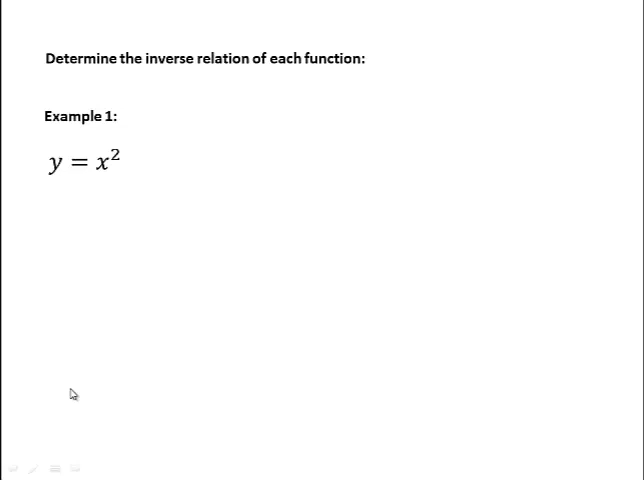 Determine the inverse relation of each function:
Example 1:
y = x²